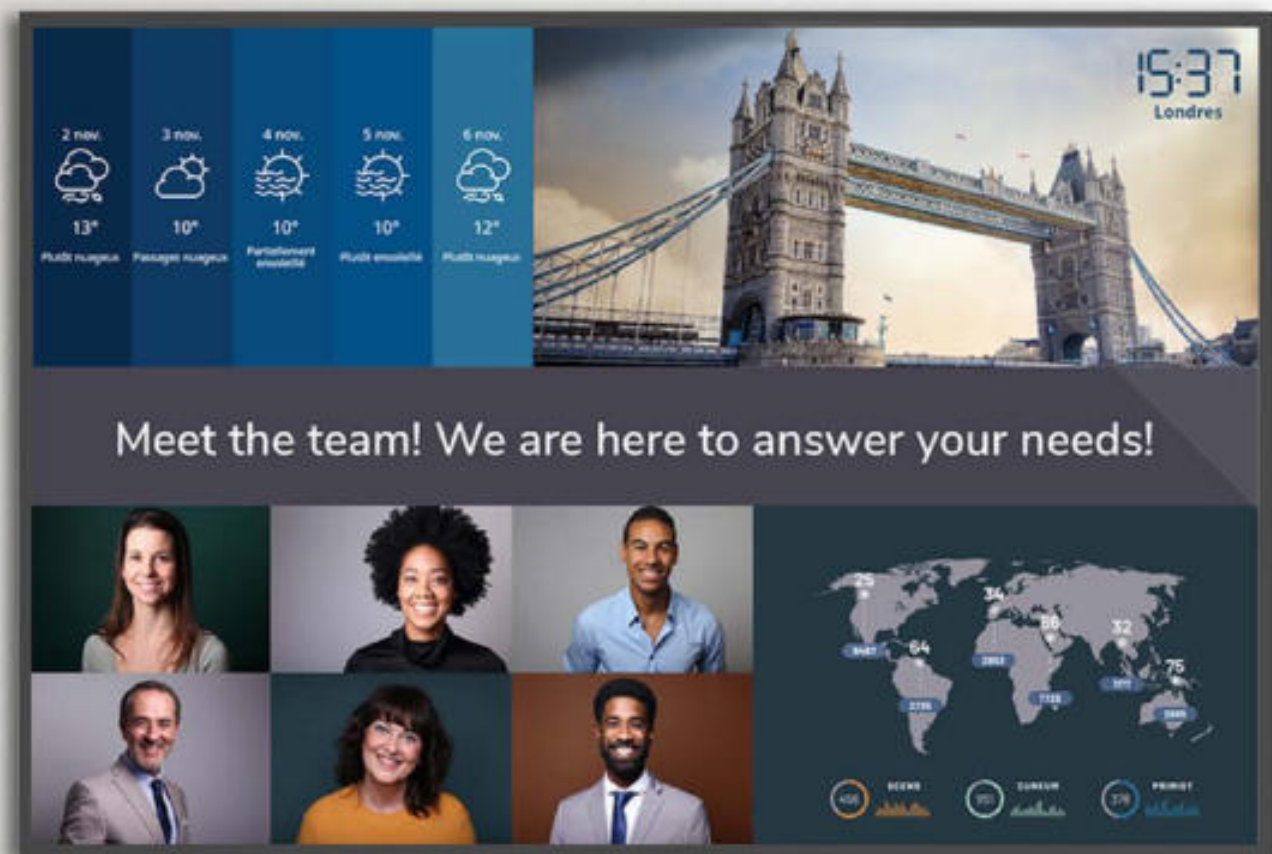 2 nov.
13°
Plutôt nuageux
3 nov.
10°
Passages nuageux
4 nov.
10°
Partiellement
ensoleillé
5 nov.
10°
Plutôt ensoleillé
6 nov.
12°
Plutôt nuageux
15:37
Londres
Meet the team! We are here to answer your needs!
25
34
86
32
64
75